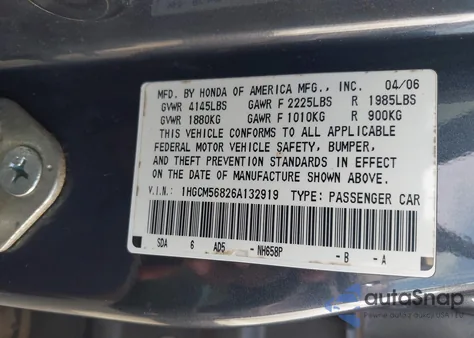 MFD. BY HONDA OF AMERICA MFG., INC. 04/06
GVWR 4145LBS GAWR F 2225LBS R 1985LBS
GVWR 1880KG GAWR F 1010KG R 900KG
THIS VEHICLE CONFORMS TO ALL APPLICABLE
FEDERAL MOTOR VEHICLE SAFETY, BUMPER,
AND THEFT PREVENTION STANDARDS IN EFFECT
ON THE DATE OF MANUFACTURE SHOWN ABOVE.
V.I.N.: 1HGCM56826A132919 TYPE: PASSENGER CAR
SDA 6 AD5 - NH658P - B - A
autoSnap